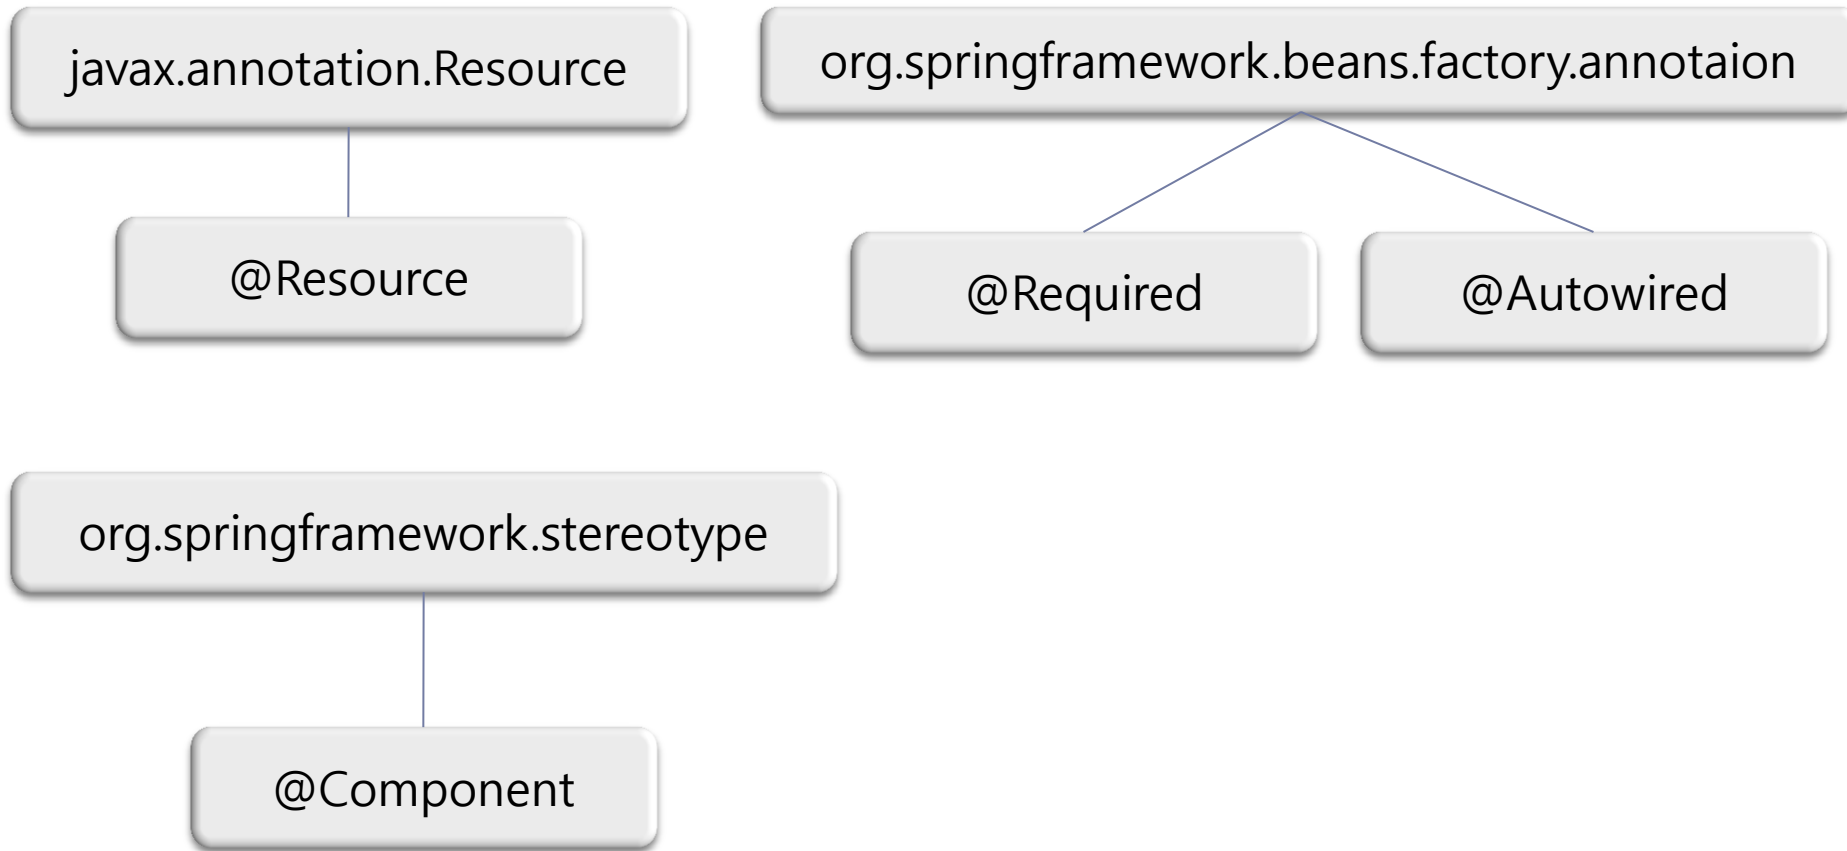 javax.annotation.Resource
org.springframework.beans.factory.annotaion
@Resource
@Required
@Autowired
org.springframework.stereotype
@Component